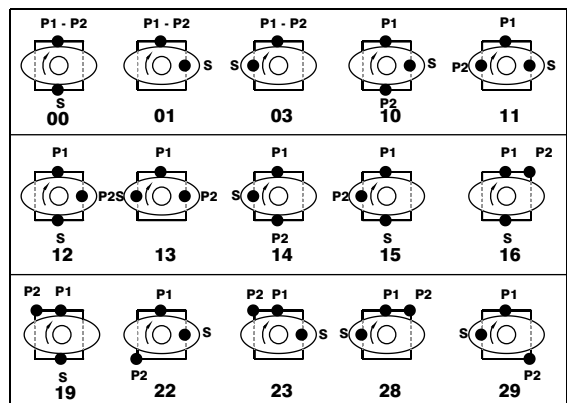 P1 - P2 P1 - P2 P1 - P2 P1 P1
S S P2 S
S S P2
00 01 03 10 11
P1 P1 P1 P1 P1 P2
P2 S P2 S P2
S P2 S S
12 13 14 15 16
P2 P1 P1 P2 P1 P1 P2 P1
S S S S
S P2 P2
19 22 23 28 29